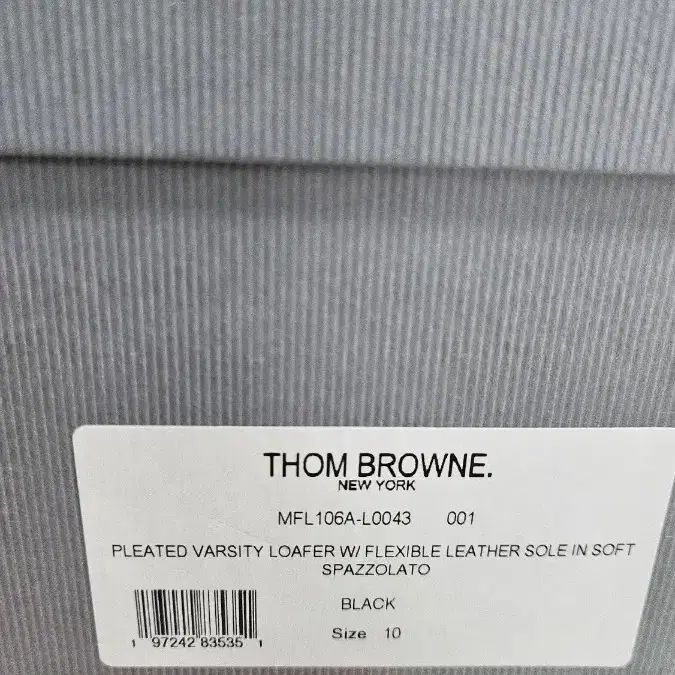 THOM BROWNE.
NEW YORK
MFL106A-L0043 001
PLEATED VARSITY LOAFER W/ FLEXIBLE LEATHER SOLE IN SOFT
SPAZZOLATO
BLACK
Size 10
1 97242 83535 1